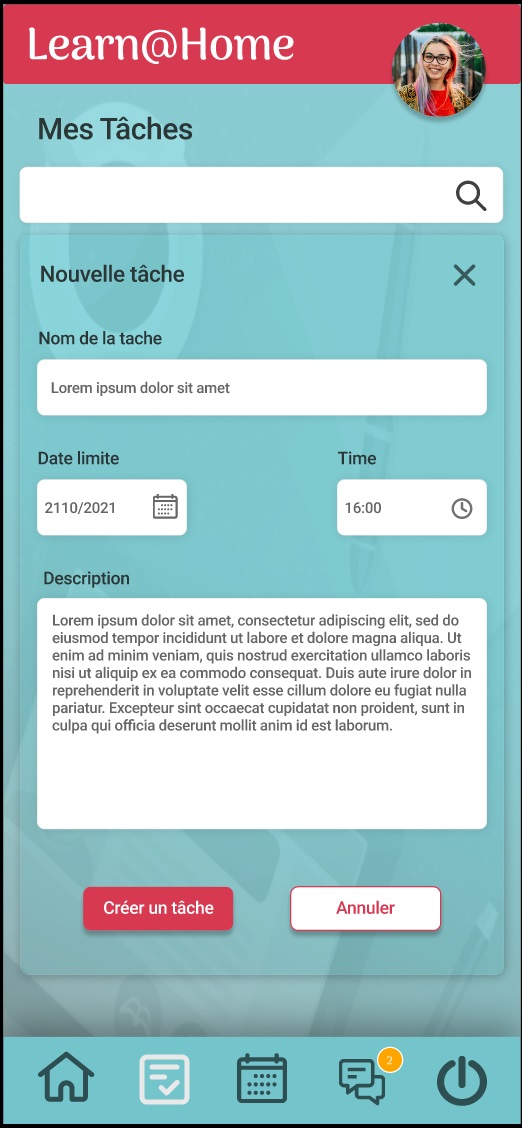 Learn@Home
Mes Tâches
Nouvelle tâche
Nom de la tache
Lorem ipsum dolor sit amet
Date limite
Time
2110/2021
16:00
Description
Lorem ipsum dolor sit amet, consectetur adipiscing elit, sed do
eiusmod tempor incididunt ut labore et dolore magna aliqua. Ut
enim ad minim veniam, quis nostrud exercitation ullamco laboris
nisi ut aliquip ex ea commodo consequat. Duis aute irure dolor in
reprehenderit in voluptate velit esse cillum dolore eu fugiat nulla
pariatur. Excepteur sint occaecat cupidatat non proident, sunt in
culpa qui officia deserunt mollit anim id est laborum.
Créer un tâche
Annuler
2